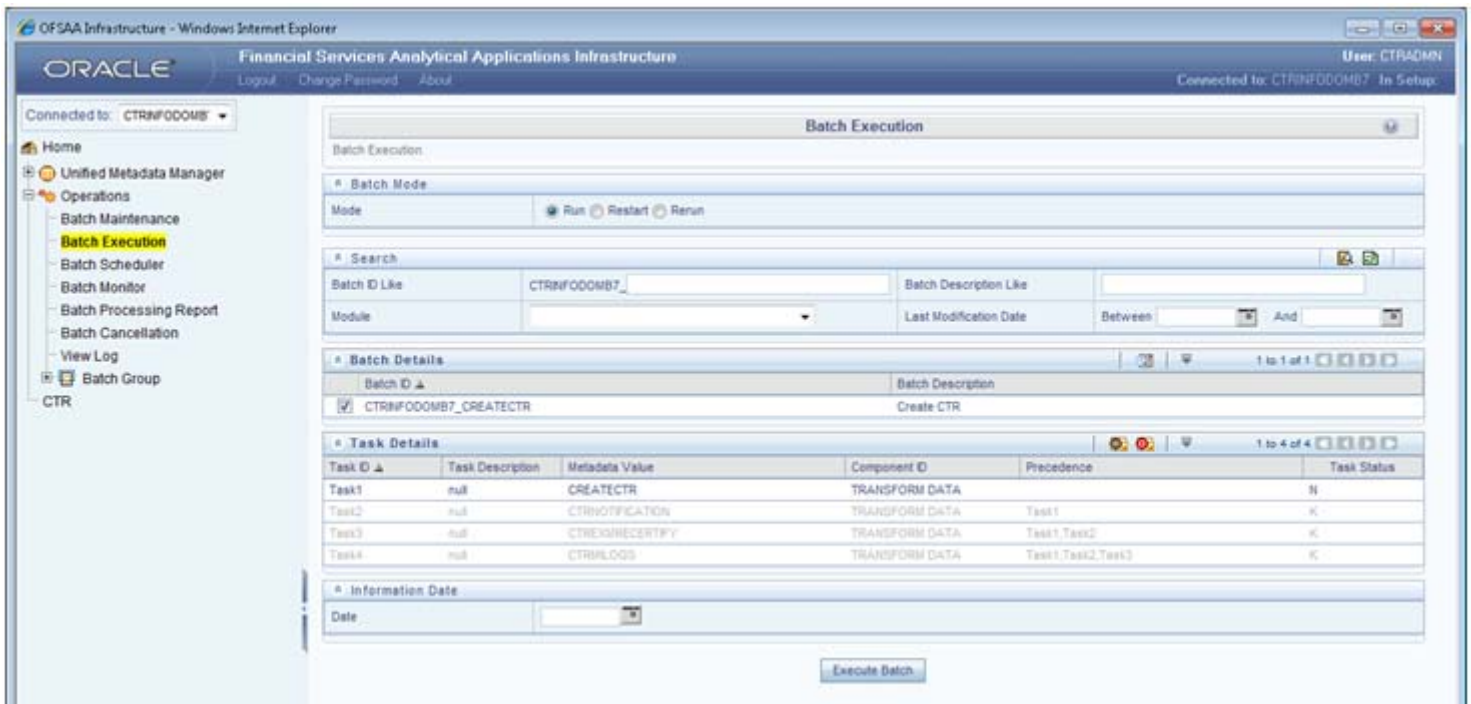 OFSAA Infrastructure - Windows Internet Explorer
ORACLE
Financial Services Analytical Applications Infrastructure
User: CTRADMN
Logout Change Password About
Connected to: CTRINFODOMB7 In Setup:
Connected to: CTRINFODOMB
Home
Unified Metadata Manager
Operations
Batch Maintenance
Batch Execution
Batch Scheduler
Batch Monitor
Batch Processing Report
Batch Cancellation
View Log
Batch Group
CTR
Batch Execution
Batch Execution
Batch Mode
Mode Run Restart Rerun
Search
Batch ID Like CTRINFODOMB7_ Batch Description Like
Module Last Modification Date Between And
Batch Details 1 to 1 of 1
Batch ID Batch Description
CTRINFODOMB7_CREATECTR Create CTR
Task Details 1 to 4 of 4
Task ID Task Description Metadata Value Component ID Precedence Task Status
Task1 null CREATECTR TRANSFORM DATA N
Task2 null CTRNOTIFICATION TRANSFORM DATA Task1 K
Task3 null TRANSFORM DATA Task1,Task2 K
Task4 null TRANSFORM DATA Task1,Task2,Task3 K
Information Date
Date
Execute Batch